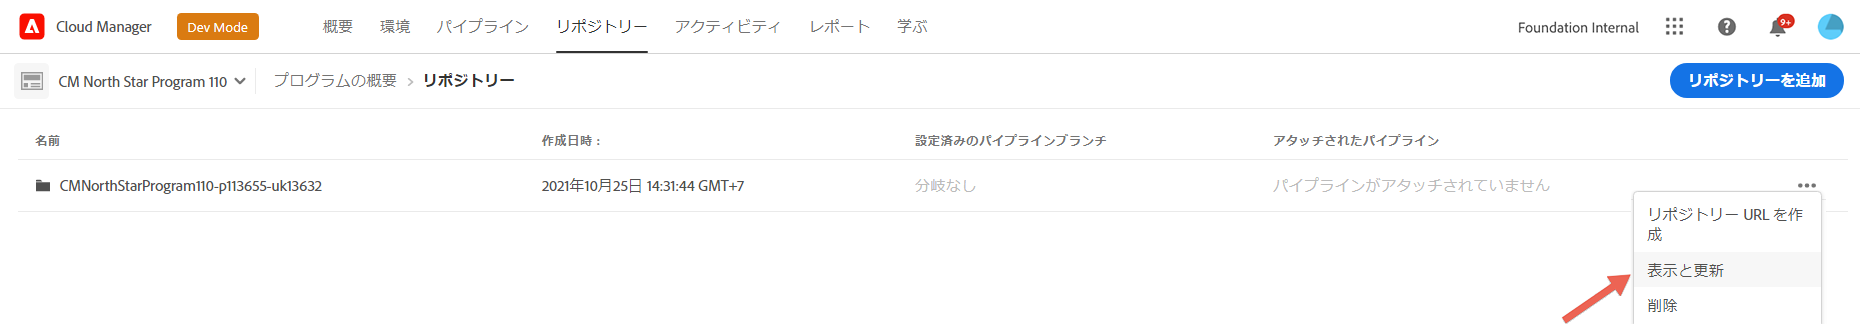 Cloud Manager Dev Mode 概要 環境 パイプライン リポジトリー アクティビティ レポート 学ぶ Foundation Internal 9+
CM North Star Program 110 プログラムの概要 > リポジトリー リポジトリーを追加
名前 作成日時 : 設定済みのパイプラインブランチ アタッチされたパイプライン
CMNorthStarProgram110-p113655-uk13632 2021年10月25日 14:31:44 GMT+7 分岐なし パイプラインがアタッチされていません
リポジトリー URL を作
成
表示と更新
削除